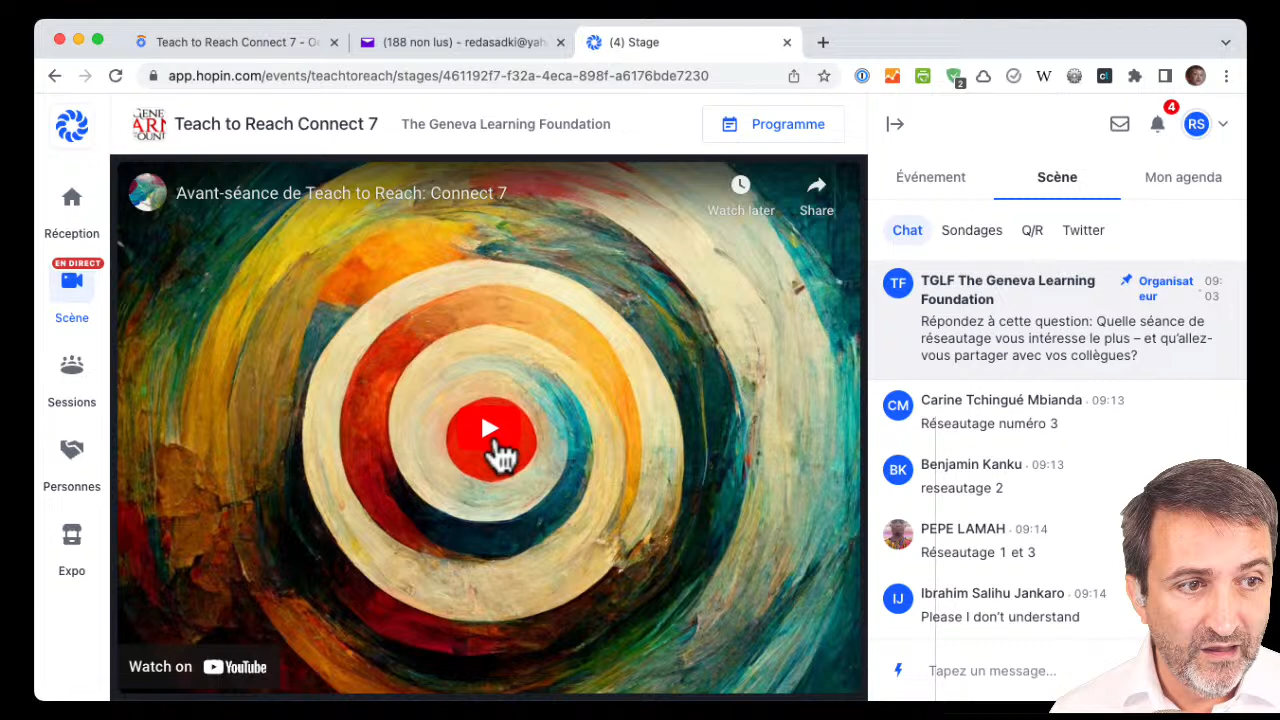 Teach to Reach Connect 7 - Oc
(188 non lus) - redasadki@yah
(4) Stage
app.hopin.com/events/teachtoreach/stages/461192f7-f32a-4eca-898f-a6176bde7230
2
W
Teach to Reach Connect 7
The Geneva Learning Foundation
Programme
4
RS
Réception
EN DIRECT
Scène
Sessions
Personnes
Expo
Avant-séance de Teach to Reach: Connect 7
Watch later
Share
Watch on YouTube
Événement
Scène
Mon agenda
Chat
Sondages
Q/R
Twitter
TF
TGLF The Geneva Learning
Foundation
Organisat
eur
09:
03
Répondez à cette question: Quelle séance de
réseautage vous intéresse le plus – et qu'allez-
vous partager avec vos collègues?
CM
Carine Tchingué Mbianda · 09:13
Réseautage numéro 3
BK
Benjamin Kanku · 09:13
reseautage 2
PEPE LAMAH · 09:14
Réseautage 1 et 3
IJ
Ibrahim Salihu Jankaro · 09:14
Please I don't understand
Tapez un message...